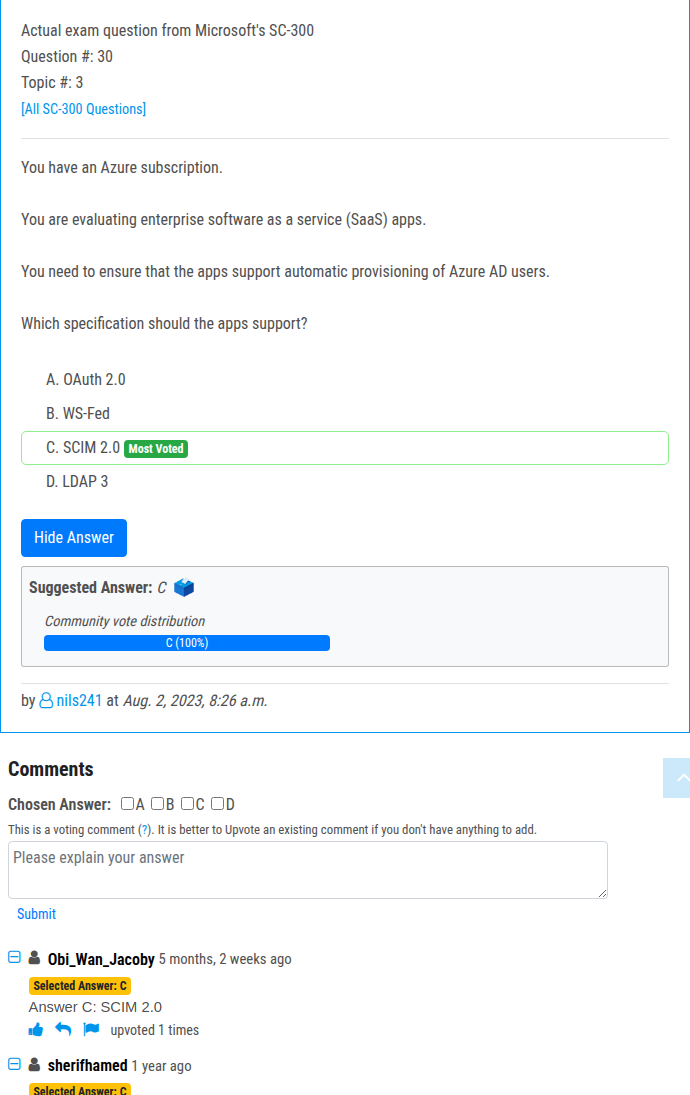 Actual exam question from Microsoft's SC-300
Question #: 30
Topic #: 3
[All SC-300 Questions]
You have an Azure subscription.
You are evaluating enterprise software as a service (SaaS) apps.
You need to ensure that the apps support automatic provisioning of Azure AD users.
Which specification should the apps support?
A. OAuth 2.0
B. WS-Fed
C. SCIM 2.0 Most Voted
D. LDAP 3
Hide Answer
Suggested Answer: C
Community vote distribution
C (100%)
by nils241 at Aug. 2, 2023, 8:26 a.m.
Comments
Chosen Answer: A B C D
This is a voting comment (?). It is better to Upvote an existing comment if you don't have anything to add.
Please explain your answer
Submit
Obi_Wan_Jacoby 5 months, 2 weeks ago
Selected Answer: C
Answer C: SCIM 2.0
upvoted 1 times
sherifhamed 1 year ago
Selected Answer: C